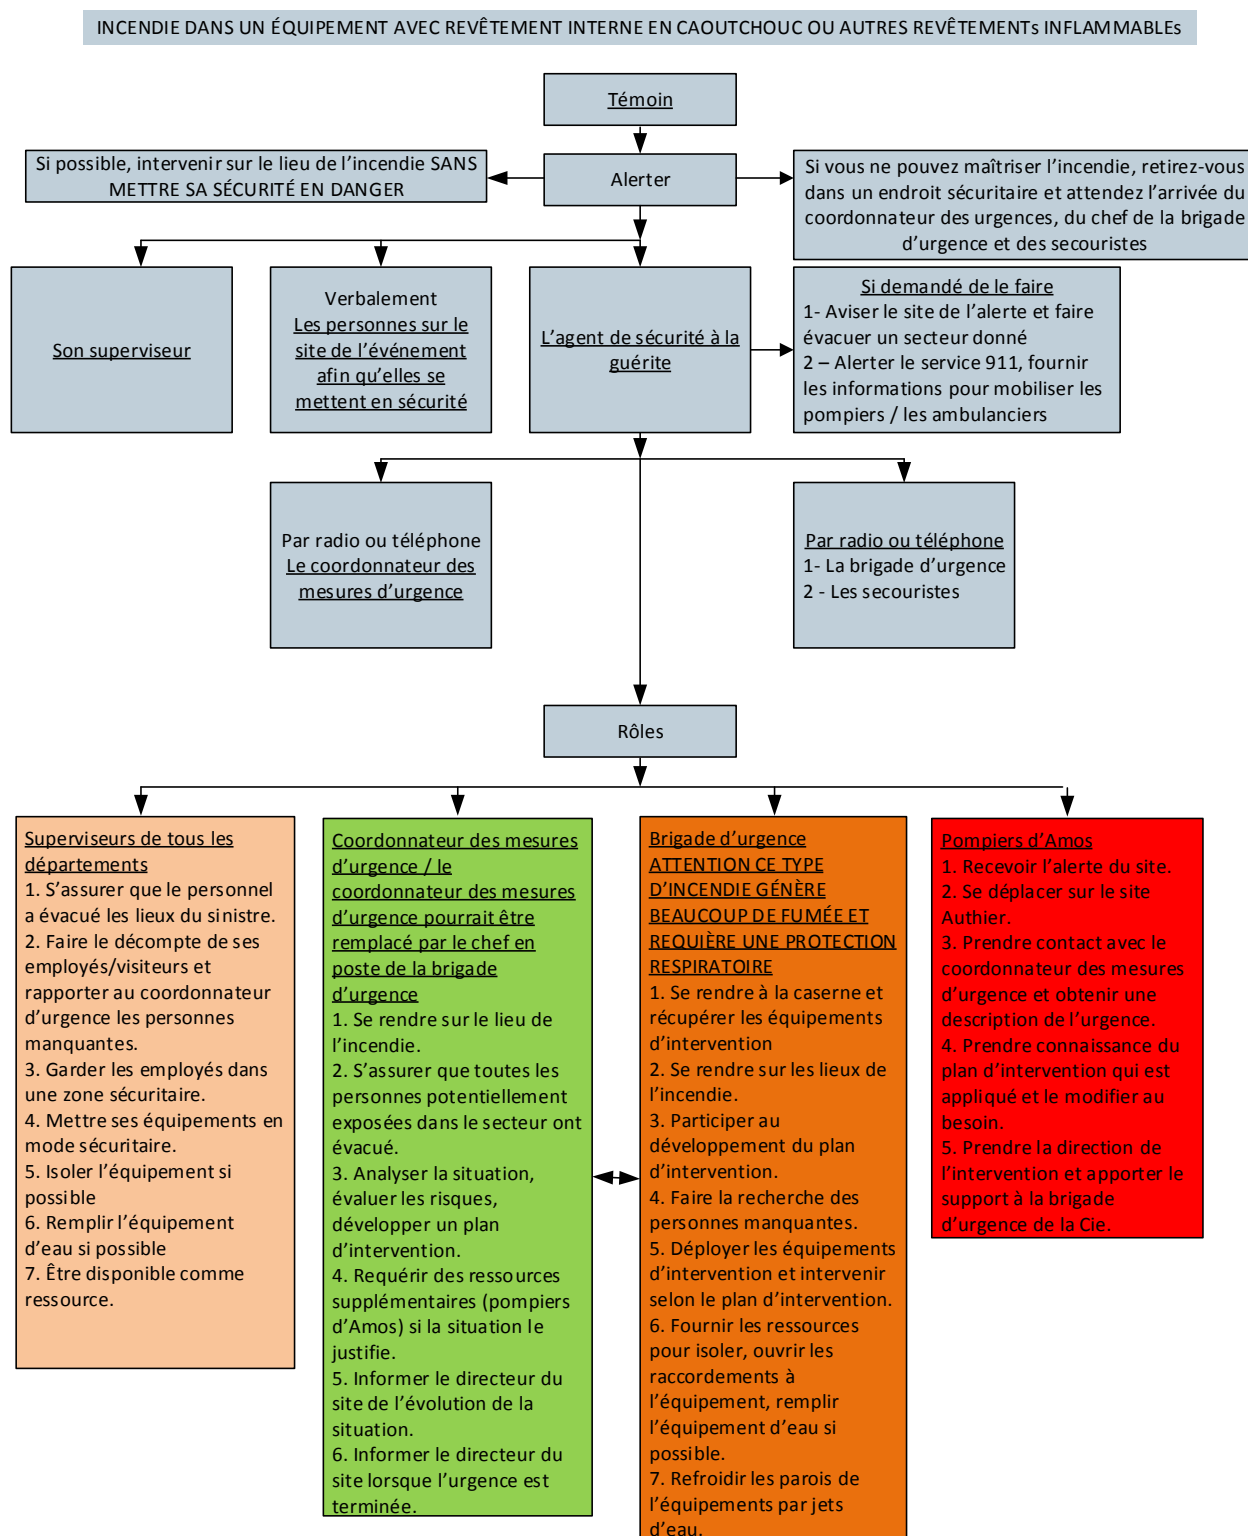 INCENDIE DANS UN ÉQUIPEMENT AVEC REVÊTEMENT INTERNE EN CAOUTCHOUC OU AUTRES REVÊTEMENTs INFLAMMABLEs
Témoin
Si possible, intervenir sur le lieu de l’incendie SANS
METTRE SA SÉCURITÉ EN DANGER
Alerter
Si vous ne pouvez maîtriser l’incendie, retirez-vous
dans un endroit sécuritaire et attendez l’arrivée du
coordonnateur des urgences, du chef de la brigade
d’urgence et des secouristes
Son superviseur
Verbalement
Les personnes sur le
site de l’événement
afin qu’elles se
mettent en sécurité
L’agent de sécurité à la
guérite
Si demandé de le faire
1- Aviser le site de l’alerte et faire
évacuer un secteur donné
2 – Alerter le service 911, fournir
les informations pour mobiliser les
pompiers / les ambulanciers
Par radio ou téléphone
Le coordonnateur des
mesures d’urgence
Par radio ou téléphone
1- La brigade d’urgence
2 - Les secouristes
Rôles
Superviseurs de tous les
départements
1. S’assurer que le personnel
a évacué les lieux du sinistre.
2. Faire le décompte de ses
employés/visiteurs et
rapporter au coordonnateur
d’urgence les personnes
manquantes.
3. Garder les employés dans
une zone sécuritaire.
4. Mettre ses équipements en
mode sécuritaire.
5. Isoler l’équipement si
possible
6. Remplir l’équipement
d’eau si possible
7. Être disponible comme
ressource.
Coordonnateur des mesures
d’urgence / le
coordonnateur des mesures
d’urgence pourrait être
remplacé par le chef en
poste de la brigade
d’urgence
1. Se rendre sur le lieu de
l’incendie.
2. S’assurer que toutes les
personnes potentiellement
exposées dans le secteur ont
évacué.
3. Analyser la situation,
évaluer les risques,
développer un plan
d’intervention.
4. Requérir des ressources
supplémentaires (pompiers
d’Amos) si la situation le
justifie.
5. Informer le directeur du
site de l’évolution de la
situation.
6. Informer le directeur du
site lorsque l’urgence est
terminée.
Brigade d’urgence
ATTENTION CE TYPE
D’INCENDIE GÉNÈRE
BEAUCOUP DE FUMÉE ET
REQUIÈRE UNE PROTECTION
RESPIRATOIRE
1. Se rendre à la caserne et
récupérer les équipements
d’intervention
2. Se rendre sur les lieux de
l’incendie.
3. Participer au
développement du plan
d’intervention.
4. Faire la recherche des
personnes manquantes.
5. Déployer les équipements
d’intervention et intervenir
selon le plan d’intervention.
6. Fournir les ressources
pour isoler, ouvrir les
raccordements à
l’équipement, remplir
l’équipement d’eau si
possible.
7. Refroidir les parois de
l’équipements par jets
d’eau.
Pompiers d’Amos
1. Recevoir l’alerte du site.
2. Se déplacer sur le site
Authier.
3. Prendre contact avec le
coordonnateur des mesures
d’urgence et obtenir une
description de l’urgence.
4. Prendre connaissance du
plan d’intervention qui est
appliqué et le modifier au
besoin.
5. Prendre la direction de
l’intervention et apporter le
support à la brigade
d’urgence de la Cie.